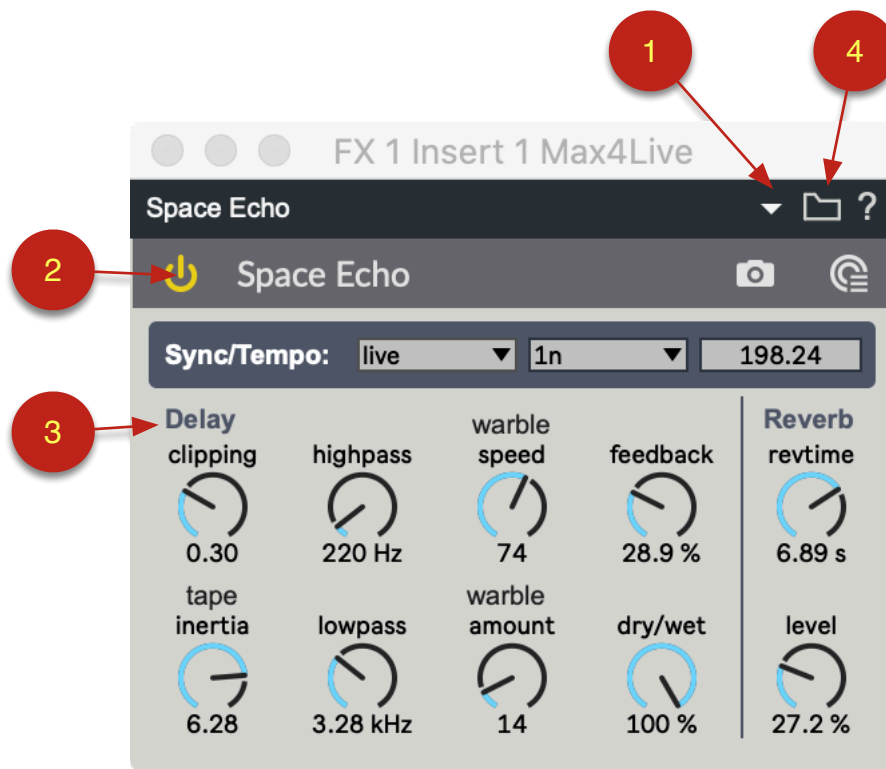 1 4
FX 1 Insert 1 Max4Live
Space Echo ?
2 Space Echo
Sync/Tempo: live 1n 198.24
3 Delay Reverb
clipping highpass warble speed feedback revtime
0.30 220 Hz 74 28.9 % 6.89 s
tape inertia lowpass warble amount dry/wet level
6.28 3.28 kHz 14 100 % 27.2 %